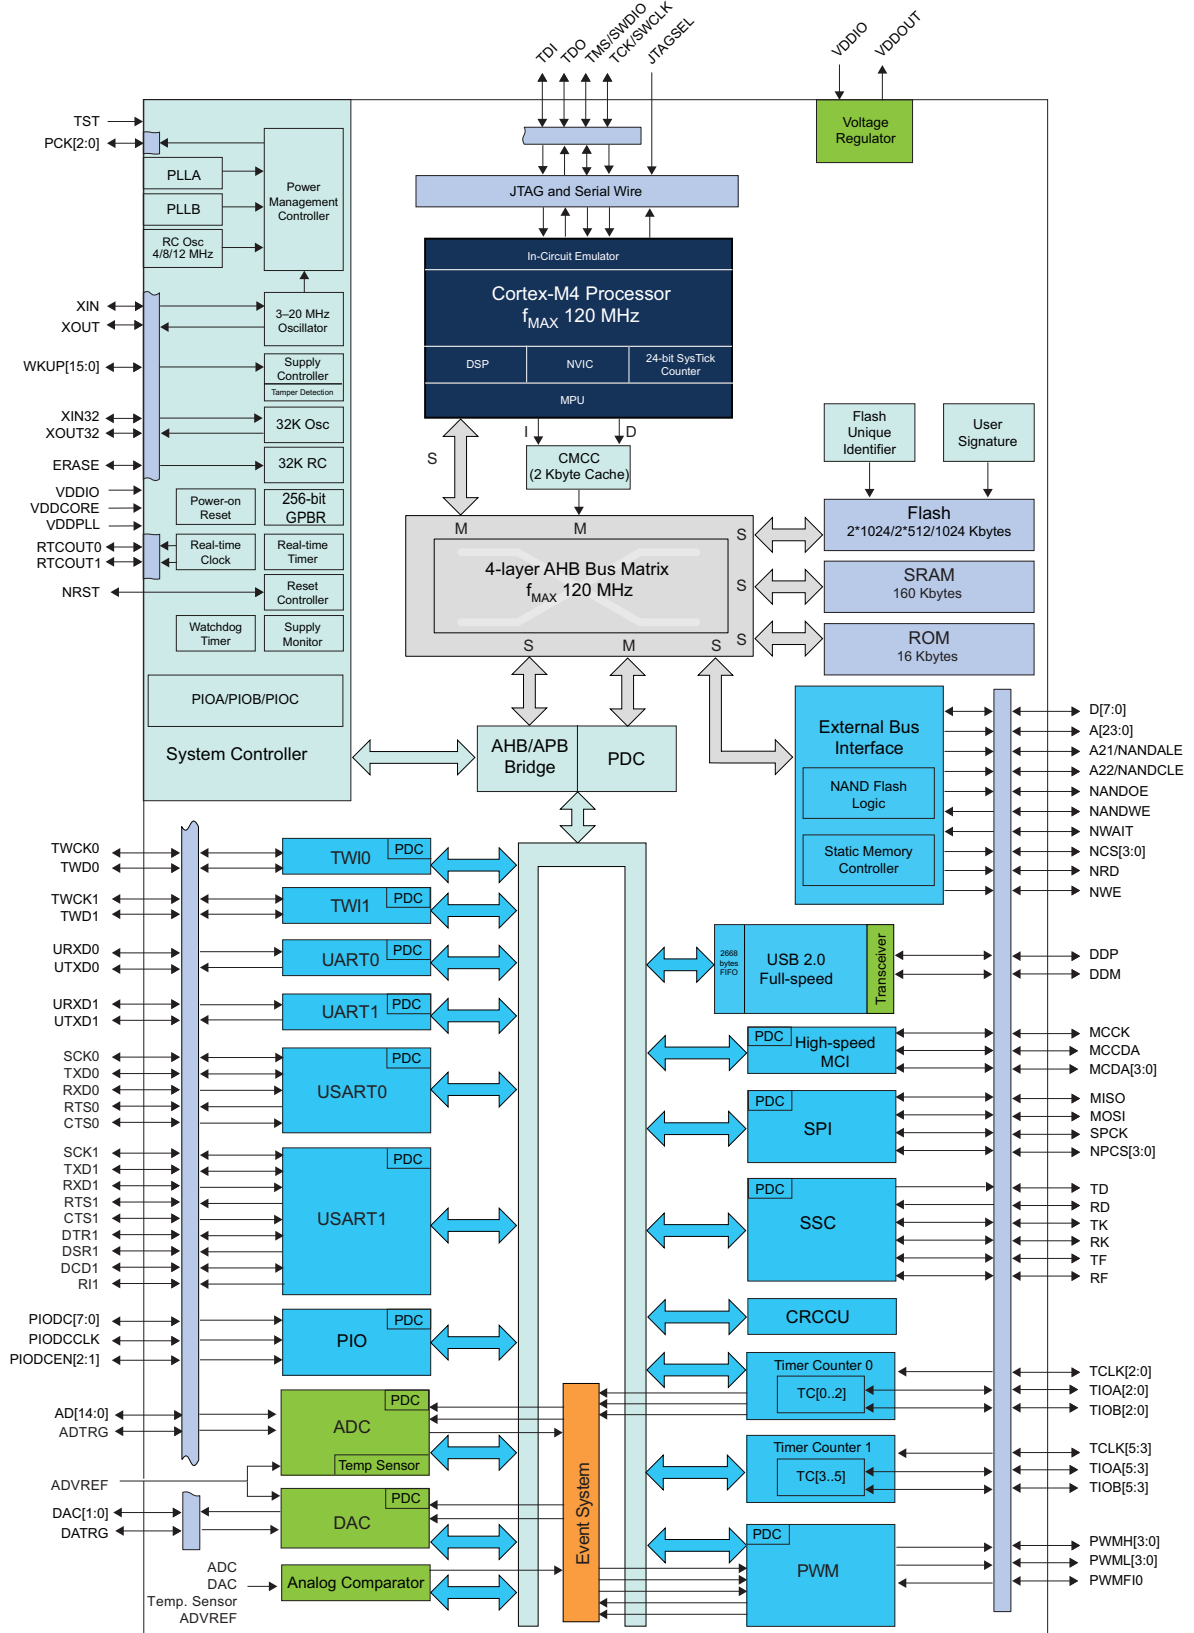 TDI
TDO
TMS/SWDIO
TCK/SWCLK
JTAGSEL
VDDIO
VDDOUT
TST
PCK[2:0]
PLLA
PLLB
RC Osc
4/8/12 MHz
Power
Management
Controller
Voltage
Regulator
JTAG and Serial Wire
In-Circuit Emulator
Cortex-M4 Processor
fMAX 120 MHz
DSP
NVIC
24-bit SysTick
Counter
MPU
XIN
XOUT
3–20 MHz
Oscillator
WKUP[15:0]
Supply
Controller
Tamper Detection
XIN32
XOUT32
32K Osc
ERASE
32K RC
VDDIO
VDDCORE
VDDPLL
Power-on
Reset
256-bit
GPBR
RTCOUT0
RTCOUT1
Real-time
Clock
Real-time
Timer
NRST
Reset
Controller
Watchdog
Timer
Supply
Monitor
PIOA/PIOB/PIOC
System Controller
S
I
D
CMCC
(2 Kbyte Cache)
Flash
Unique
Identifier
User
Signature
M
M
S
4-layer AHB Bus Matrix
fMAX 120 MHz
S
S
S
M
S
Flash
2*1024/2*512/1024 Kbytes
SRAM
160 Kbytes
ROM
16 Kbytes
AHB/APB
Bridge
PDC
External Bus
Interface
NAND Flash
Logic
Static Memory
Controller
D[7:0]
A[23:0]
A21/NANDALE
A22/NANDCLE
NANDOE
NANDWE
NWAIT
NCS[3:0]
NRD
NWE
TWCK0
TWD0
TWI0
PDC
TWCK1
TWD1
TWI1
PDC
URXD0
UTXD0
UART0
PDC
URXD1
UTXD1
UART1
PDC
SCK0
TXD0
RXD0
RTS0
CTS0
USART0
PDC
SCK1
TXD1
RXD1
RTS1
CTS1
DTR1
DSR1
DCD1
RI1
USART1
PDC
PIODC[7:0]
PIODCCLK
PIODCEN[2:1]
PIO
PDC
AD[14:0]
ADTRG
ADC
PDC
Temp Sensor
ADVREF
DAC[1:0]
DATRG
DAC
PDC
ADC
DAC
Temp. Sensor
ADVREF
Analog Comparator
Event System
2668
bytes
FIFO
USB 2.0
Full-speed
Transceiver
DDP
DDM
PDC
High-speed
MCI
MCCK
MCCDA
MCDA[3:0]
PDC
SPI
MISO
MOSI
SPCK
NPCS[3:0]
PDC
SSC
TD
RD
TK
RK
TF
RF
CRCCU
Timer Counter 0
TC[0..2]
TCLK[2:0]
TIOA[2:0]
TIOB[2:0]
Timer Counter 1
TC[3..5]
TCLK[5:3]
TIOA[5:3]
TIOB[5:3]
PDC
PWM
PWMH[3:0]
PWML[3:0]
PWMFI0